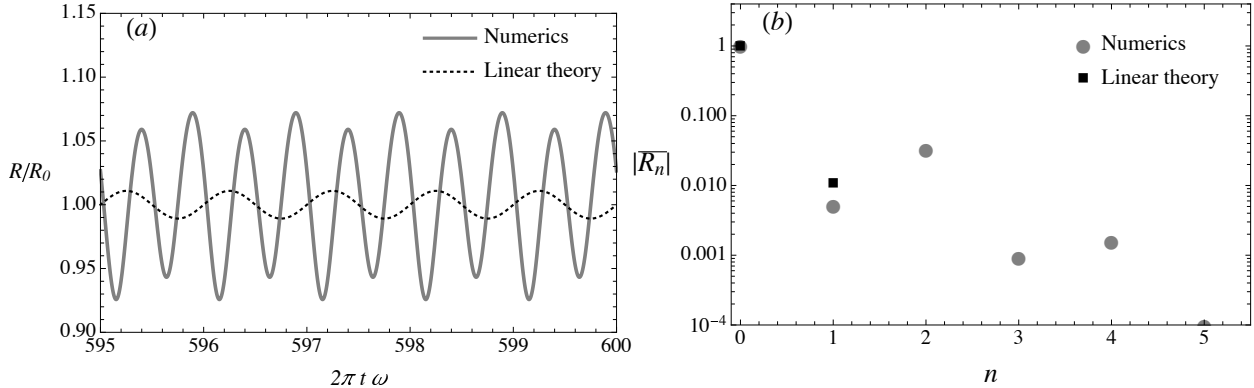 (a)
Numerics
Linear theory
R/R₀
1.15
1.10
1.05
1.00
0.95
0.90
595
596
597
598
599
600
2π t ω
(b)
Numerics
Linear theory
|R̅ₙ|
1
0.100
0.010
0.001
10⁻⁴
0
1
2
3
4
5
n